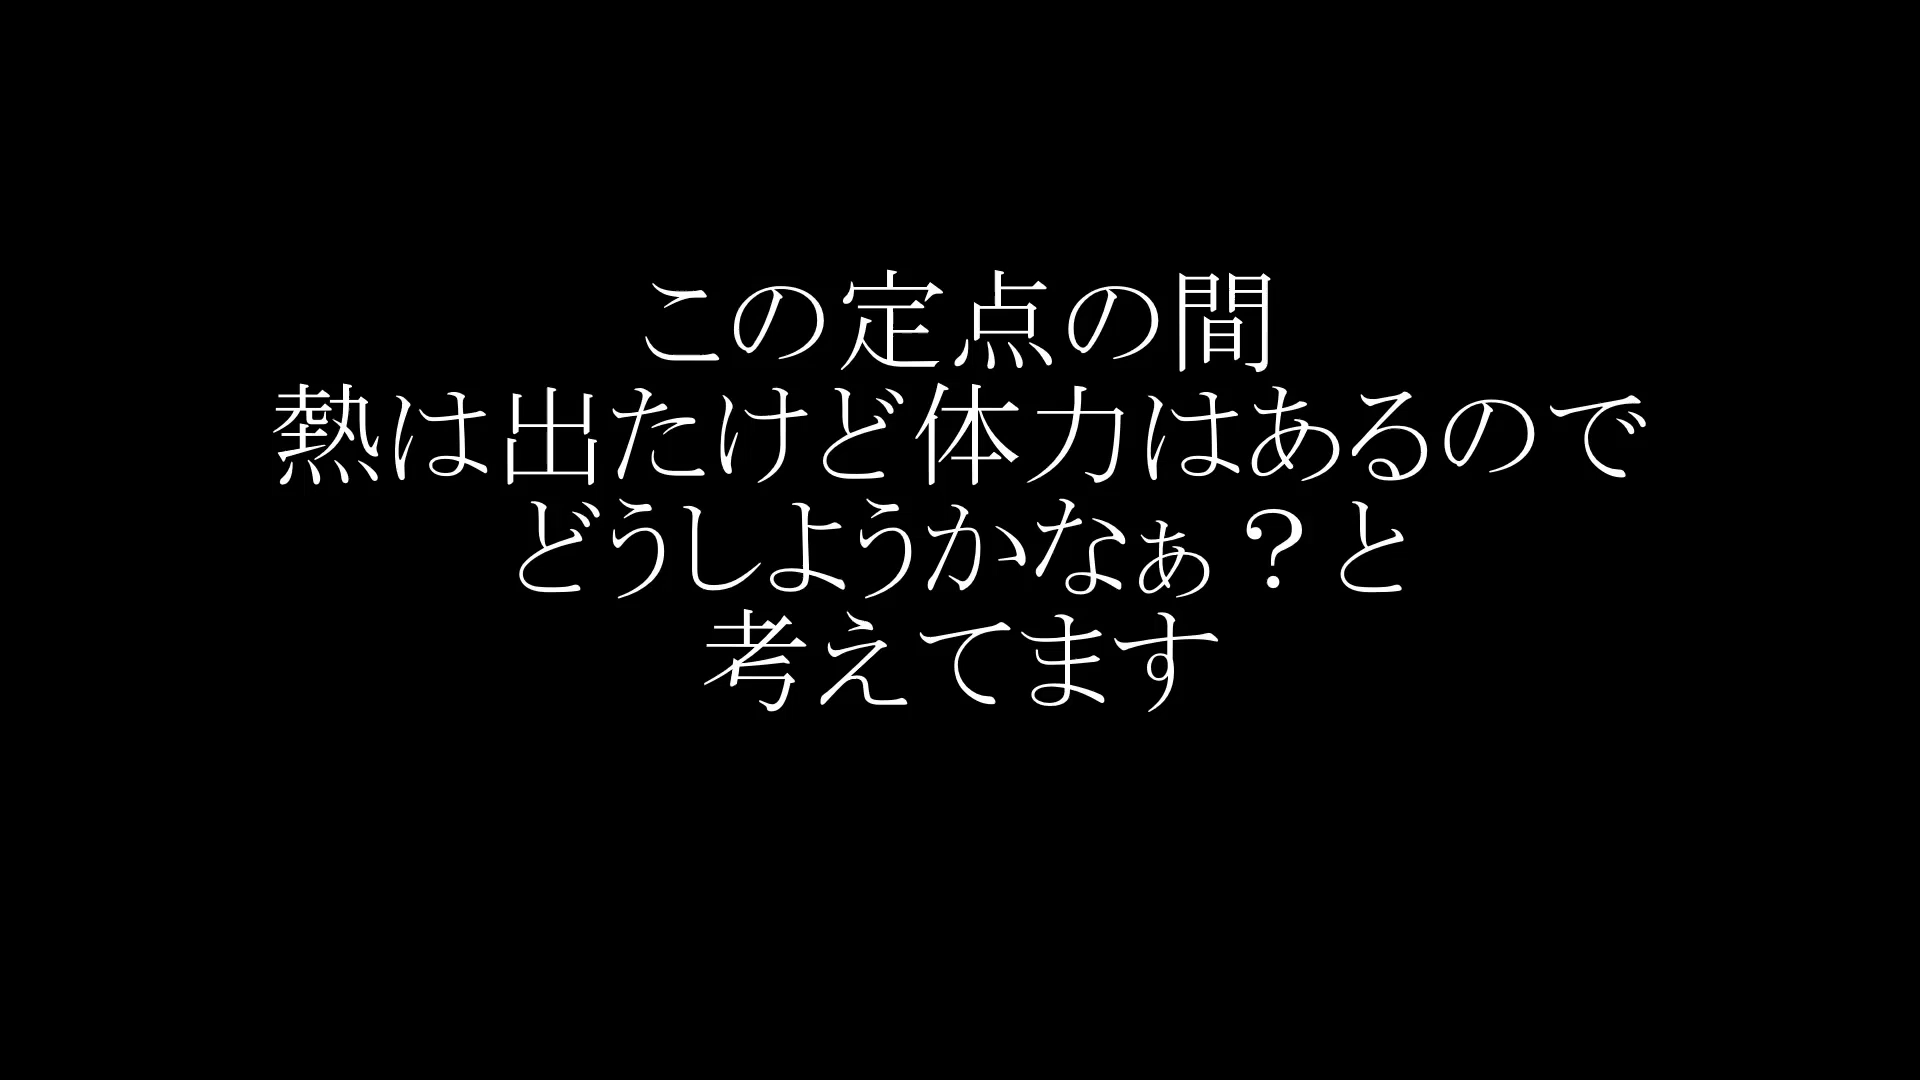 この定点の間
熱は出たけど体力はあるので
どうしようかなぁ？と
考えてます